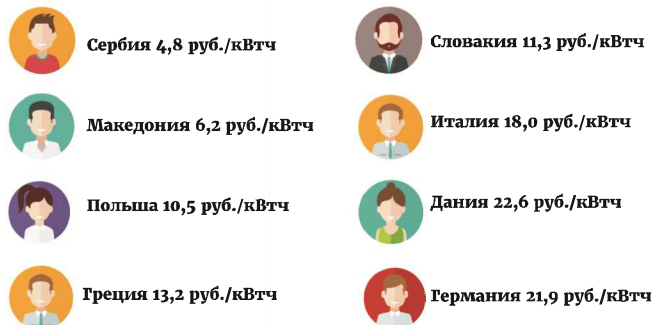 Сербия 4,8 руб./кВтч
Македония 6,2 руб./кВтч
Польша 10,5 руб./кВтч
Греция 13,2 руб./кВтч
Словакия 11,3 руб./кВтч
Италия 18,0 руб./кВтч
Дания 22,6 руб./кВтч
Германия 21,9 руб./кВтч